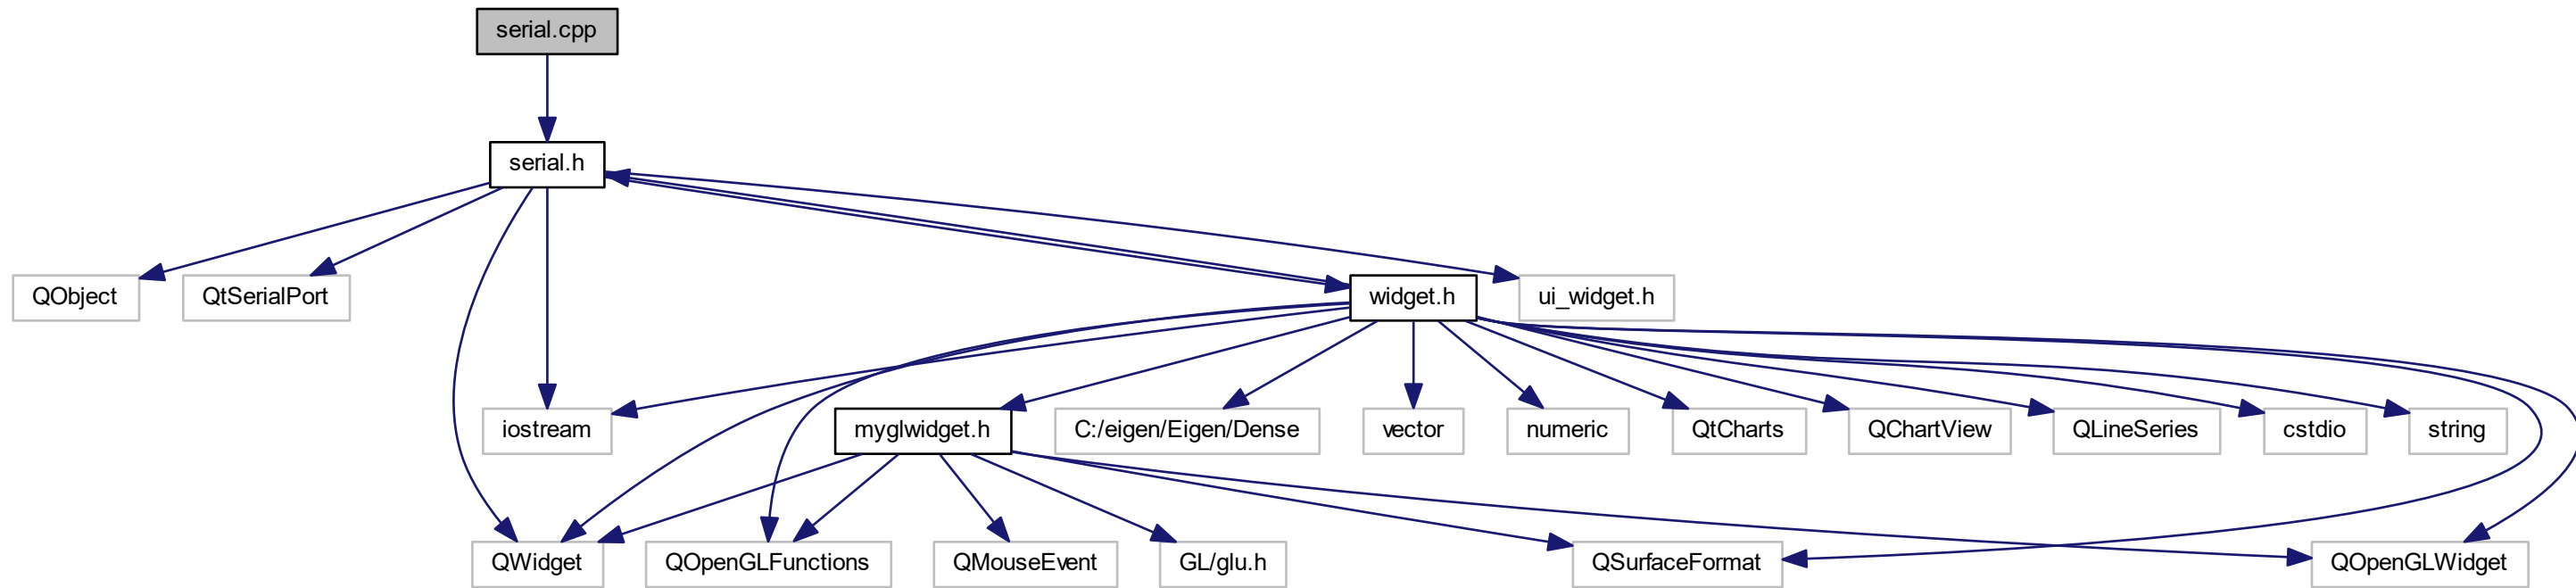 serial.cpp
serial.h
QObject
QtSerialPort
widget.h
ui_widget.h
iostream
myglwidget.h
C:/eigen/Eigen/Dense
vector
numeric
QtCharts
QChartView
QLineSeries
cstdio
string
QWidget
QOpenGLFunctions
QMouseEvent
GL/glu.h
QSurfaceFormat
QOpenGLWidget